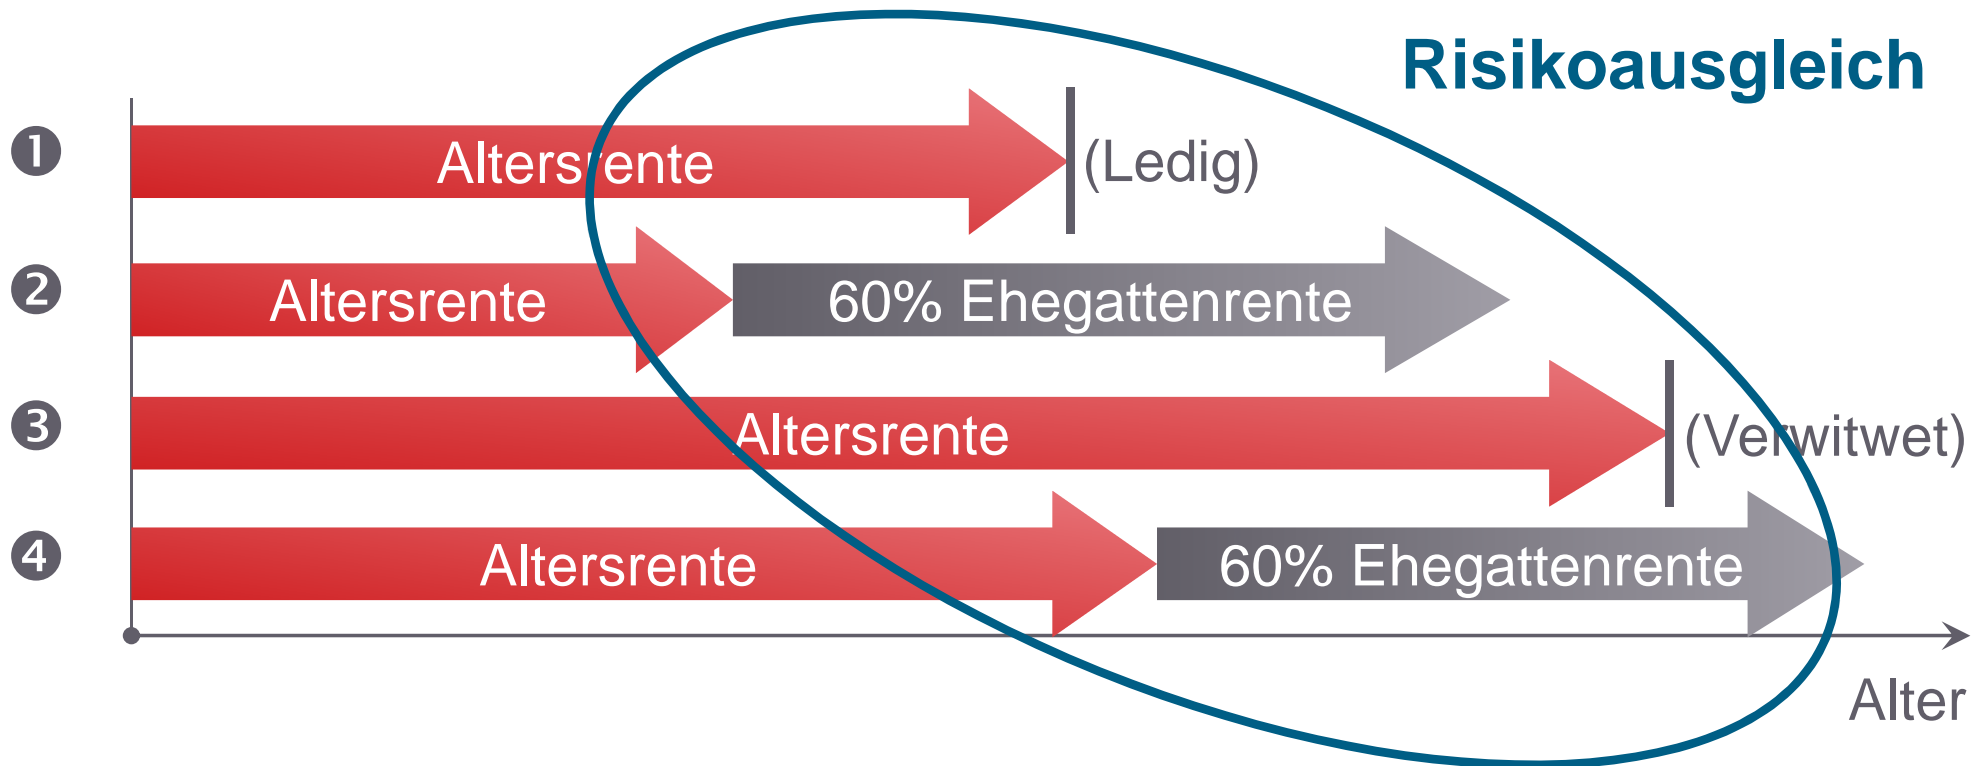 Risikoausgleich
❶ Altersrente (Ledig)
❷ Altersrente 60% Ehegattenrente
❸ Altersrente (Verwitwet)
❹ Altersrente 60% Ehegattenrente
Alter